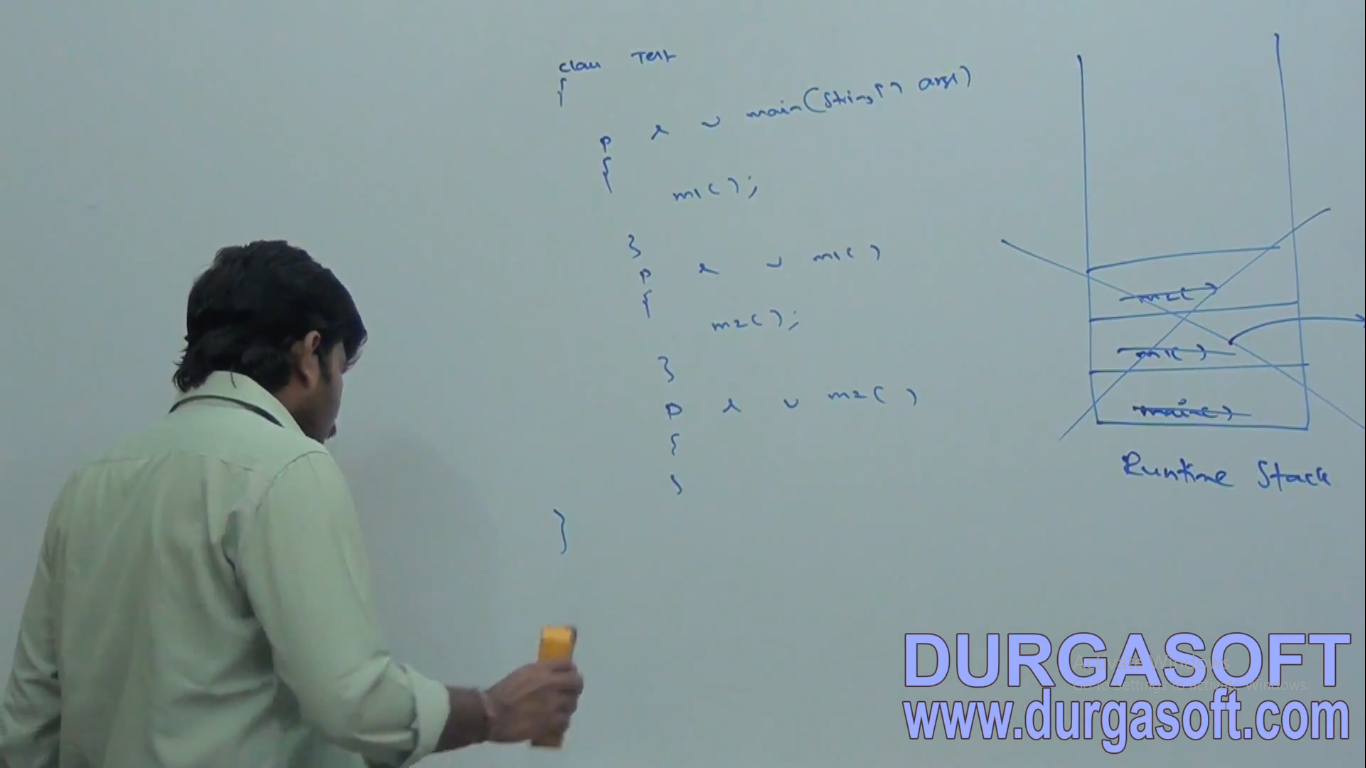 class Test
{
p s v main(String[] args)
{
m1();
}
p s v m1()
{
m2();
}
p s v m2()
{
}
}
m2()
m1()
main()
Runtime Stack
DURGASOFT
www.durgasoft.com